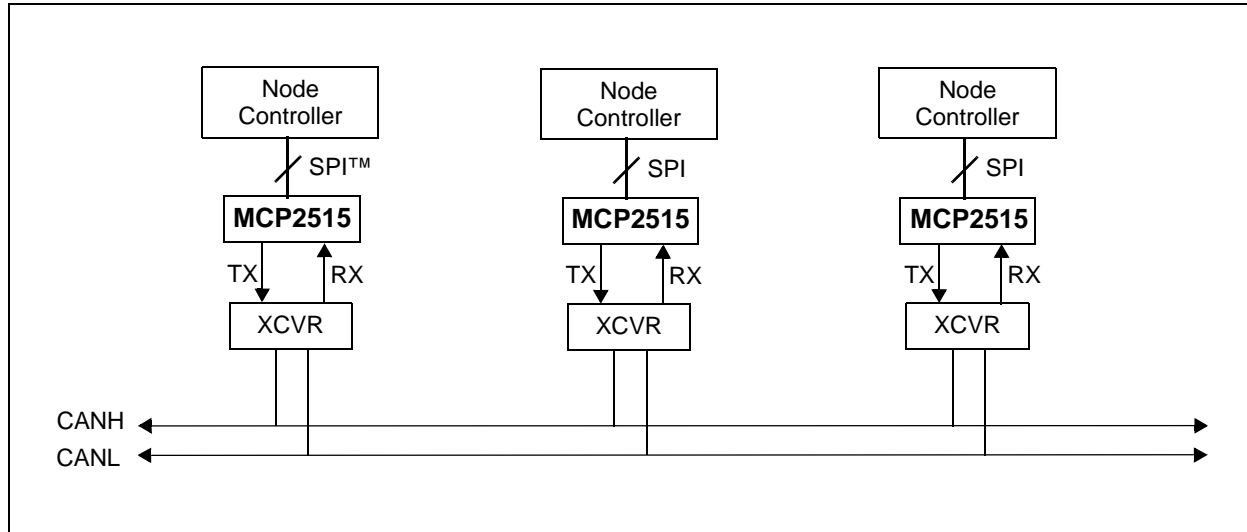 Node
Controller
Node
Controller
Node
Controller
SPI™
SPI
SPI
MCP2515
MCP2515
MCP2515
TX
RX
TX
RX
TX
RX
XCVR
XCVR
XCVR
CANH
CANL